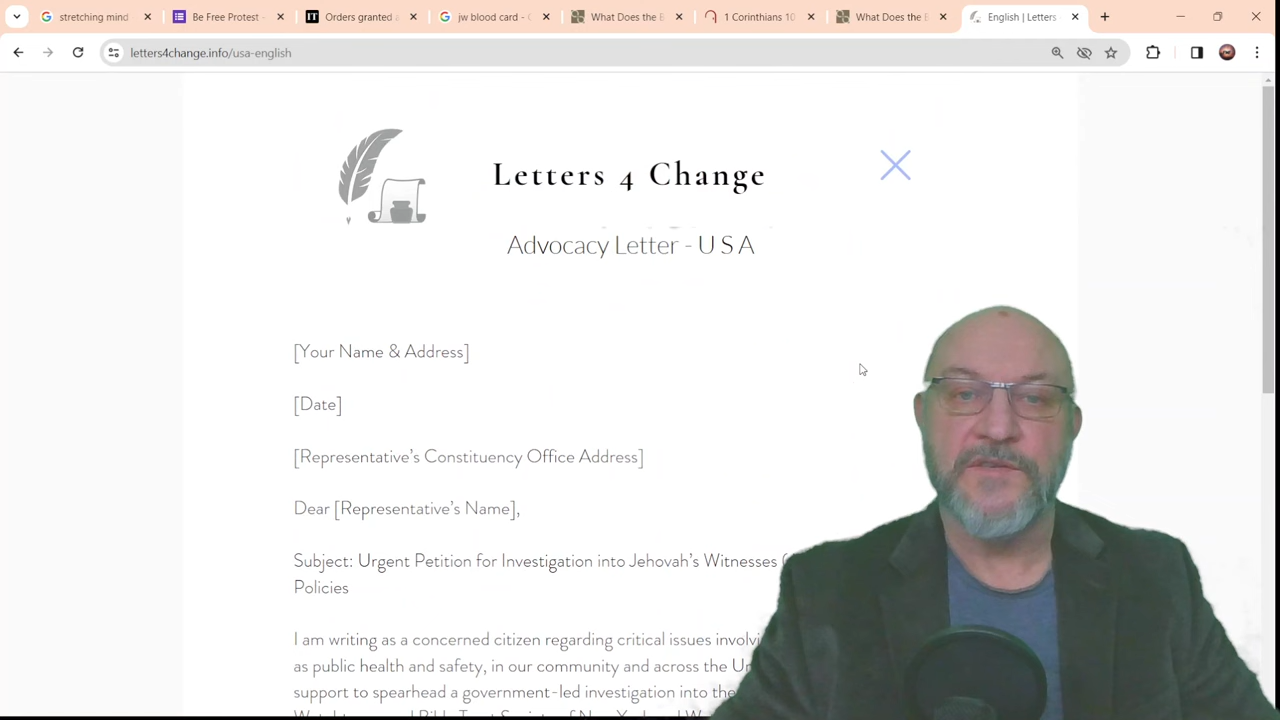 stretching mind
Be Free Protest -
Orders granted a
jw blood card -
What Does the B
1 Corinthians 10
What Does the B
English | Letters
letters4change.info/usa-english
Letters 4 Change
Advocacy Letter - U S A
[Your Name & Address]
[Date]
[Representative's Constituency Office Address]
Dear [Representative's Name],
Subject: Urgent Petition for Investigation into Jehovah's Witnesses
Policies
I am writing as a concerned citizen regarding critical issues
as public health and safety, in our community and across the
support to spearhead a government-led investigation into the